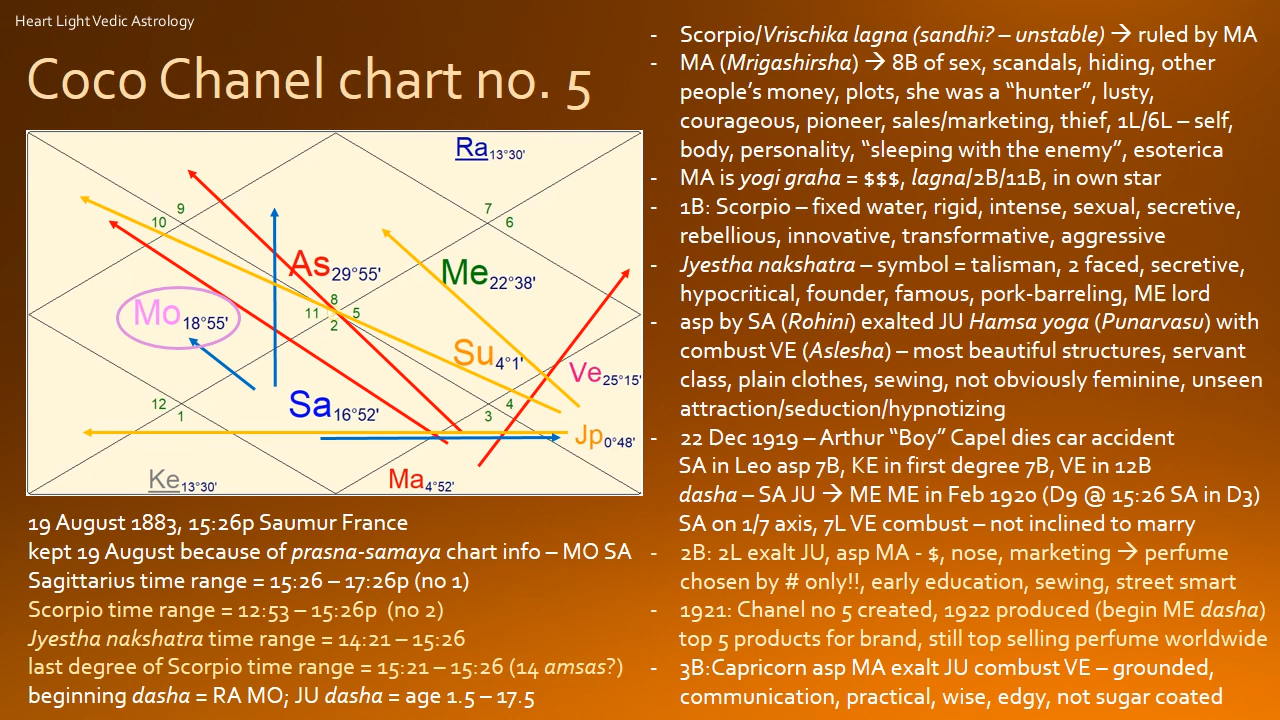 Heart Light Vedic Astrology
Coco Chanel chart no. 5
Ra13°30'
9
10
7
6
As29°55'
Me22°38'
8
11 5
2
Mo18°55'
Su4°1'
Ve25°15'
12
1
Sa16°52'
4
3
Jp0°48'
Ke13°30'
Ma4°52'
19 August 1883, 15:26p Saumur France
kept 19 August because of prasna-samaya chart info – MO SA
Sagittarius time range = 15:26 – 17:26p (no 1)
Scorpio time range = 12:53 – 15:26p (no 2)
Jyestha nakshatra time range = 14:21 – 15:26
last degree of Scorpio time range = 15:21 – 15:26 (14 amsas?)
beginning dasha = RA MO; JU dasha = age 1.5 – 17.5
- Scorpio/Vrischika lagna (sandhi? – unstable) → ruled by MA
- MA (Mrigashirsha) → 8B of sex, scandals, hiding, other
people's money, plots, she was a "hunter", lusty,
courageous, pioneer, sales/marketing, thief, 1L/6L – self,
body, personality, "sleeping with the enemy", esoterica
- MA is yogi graha = $$$, lagna/2B/11B, in own star
- 1B: Scorpio – fixed water, rigid, intense, sexual, secretive,
rebellious, innovative, transformative, aggressive
- Jyestha nakshatra – symbol = talisman, 2 faced, secretive,
hypocritical, founder, famous, pork-barreling, ME lord
- asp by SA (Rohini) exalted JU Hamsa yoga (Punarvasu) with
combust VE (Aslesha) – most beautiful structures, servant
class, plain clothes, sewing, not obviously feminine, unseen
attraction/seduction/hypnotizing
- 22 Dec 1919 – Arthur "Boy" Capel dies car accident
SA in Leo asp 7B, KE in first degree 7B, VE in 12B
dasha – SA JU → ME ME in Feb 1920 (D9 @ 15:26 SA in D3)
SA on 1/7 axis, 7L VE combust – not inclined to marry
- 2B: 2L exalt JU, asp MA - $, nose, marketing → perfume
chosen by # only!!, early education, sewing, street smart
- 1921: Chanel no 5 created, 1922 produced (begin ME dasha)
top 5 products for brand, still top selling perfume worldwide
- 3B:Capricorn asp MA exalt JU combust VE – grounded,
communication, practical, wise, edgy, not sugar coated